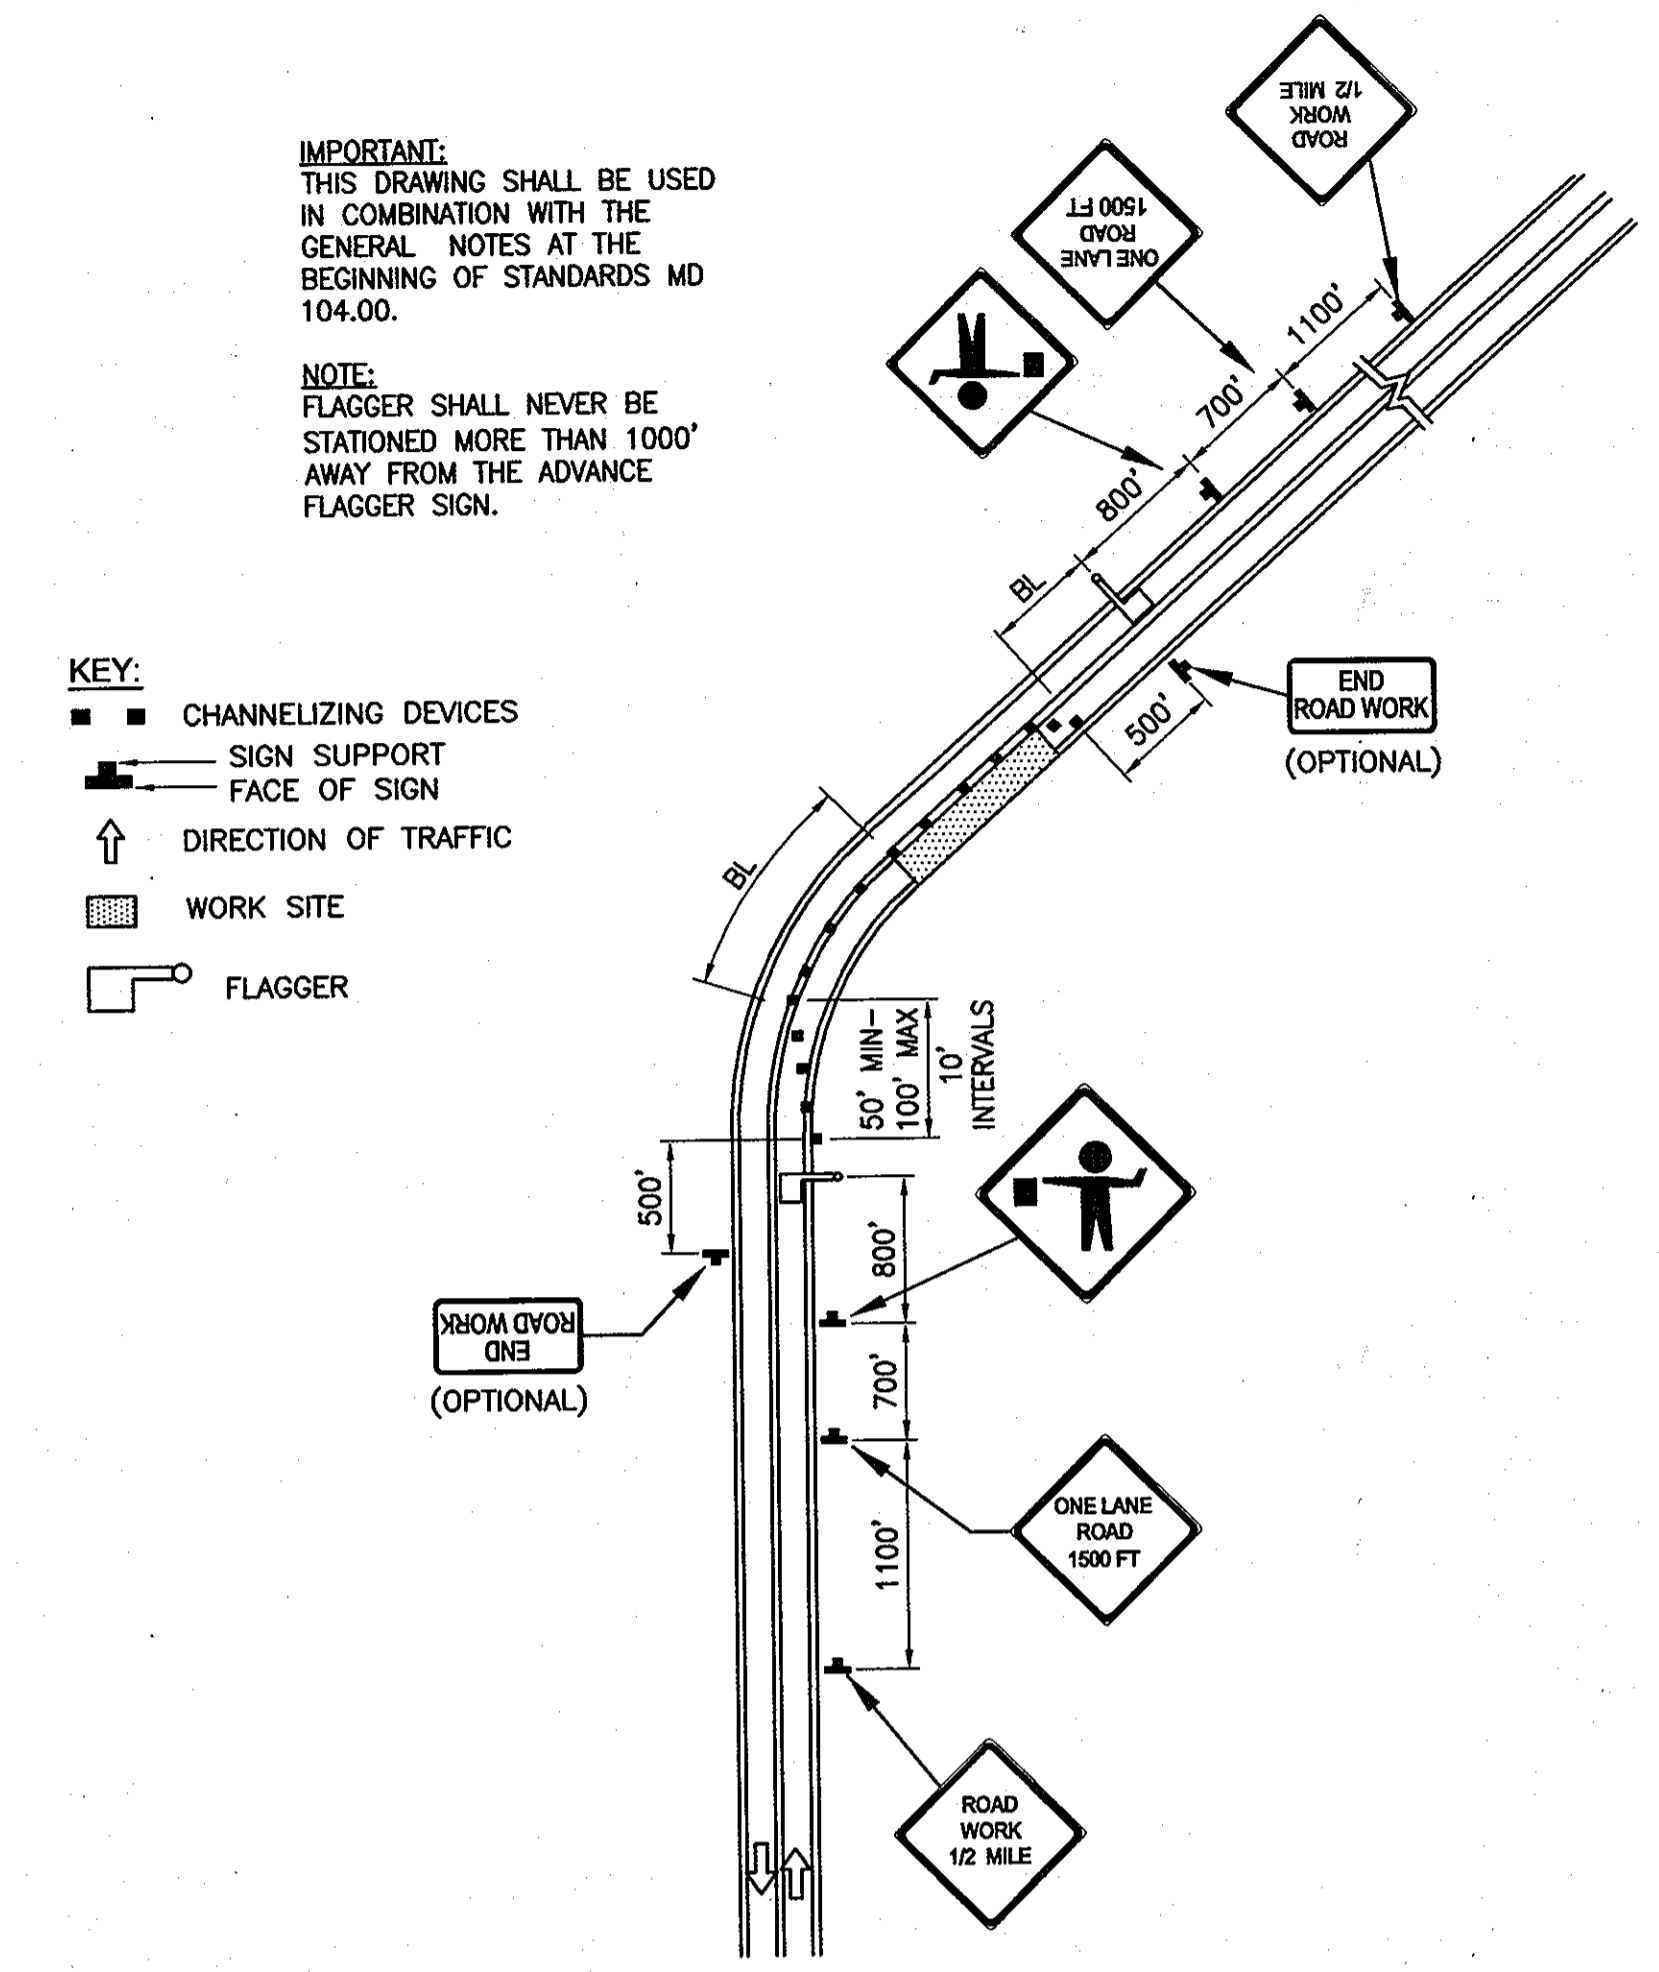 IMPORTANT:
THIS DRAWING SHALL BE USED
IN COMBINATION WITH THE
GENERAL NOTES AT THE
BEGINNING OF STANDARDS MD
104.00.
NOTE:
FLAGGER SHALL NEVER BE
STATIONED MORE THAN 1000'
AWAY FROM THE ADVANCE
FLAGGER SIGN.
KEY:
CHANNELIZING DEVICES
SIGN SUPPORT
FACE OF SIGN
DIRECTION OF TRAFFIC
WORK SITE
FLAGGER
ROAD
WORK
1/2 MILE
ONE LANE
ROAD
1500 FT
1100'
700'
800'
BL
END
ROAD WORK
(OPTIONAL)
500'
BL
50' MIN-
100' MAX
10'
INTERVALS
500'
END
ROAD WORK
(OPTIONAL)
800'
700'
1100'
ONE LANE
ROAD
1500 FT
ROAD
WORK
1/2 MILE